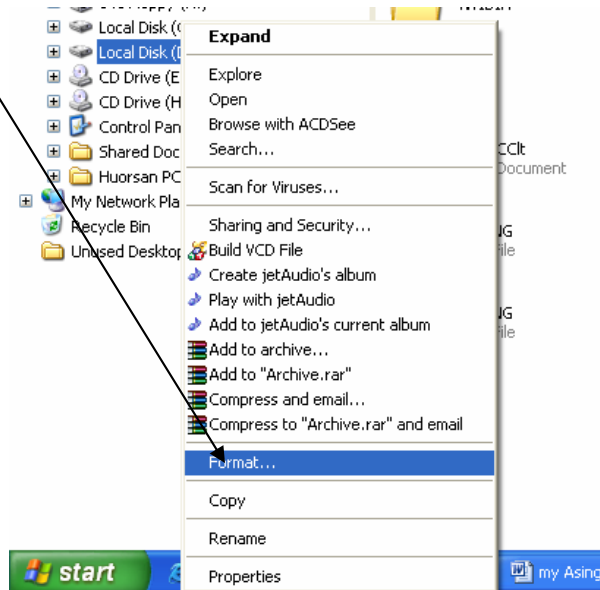 Local Disk (
Local Disk (
CD Drive (E
CD Drive (H
Control Pan
Shared Doc
Huorsan PC
My Network Pla
Recycle Bin
Unused Desktop
Expand
Explore
Open
Browse with ACDSee
Search...
Scan for Viruses...
Sharing and Security...
Build VCD File
Create jetAudio's album
Play with jetAudio
Add to jetAudio's current album
Add to archive...
Add to "Archive.rar"
Compress and email...
Compress to "Archive.rar" and email
Format...
Copy
Rename
Properties
CClt
Document
NG
File
NG
File
start
my Asing